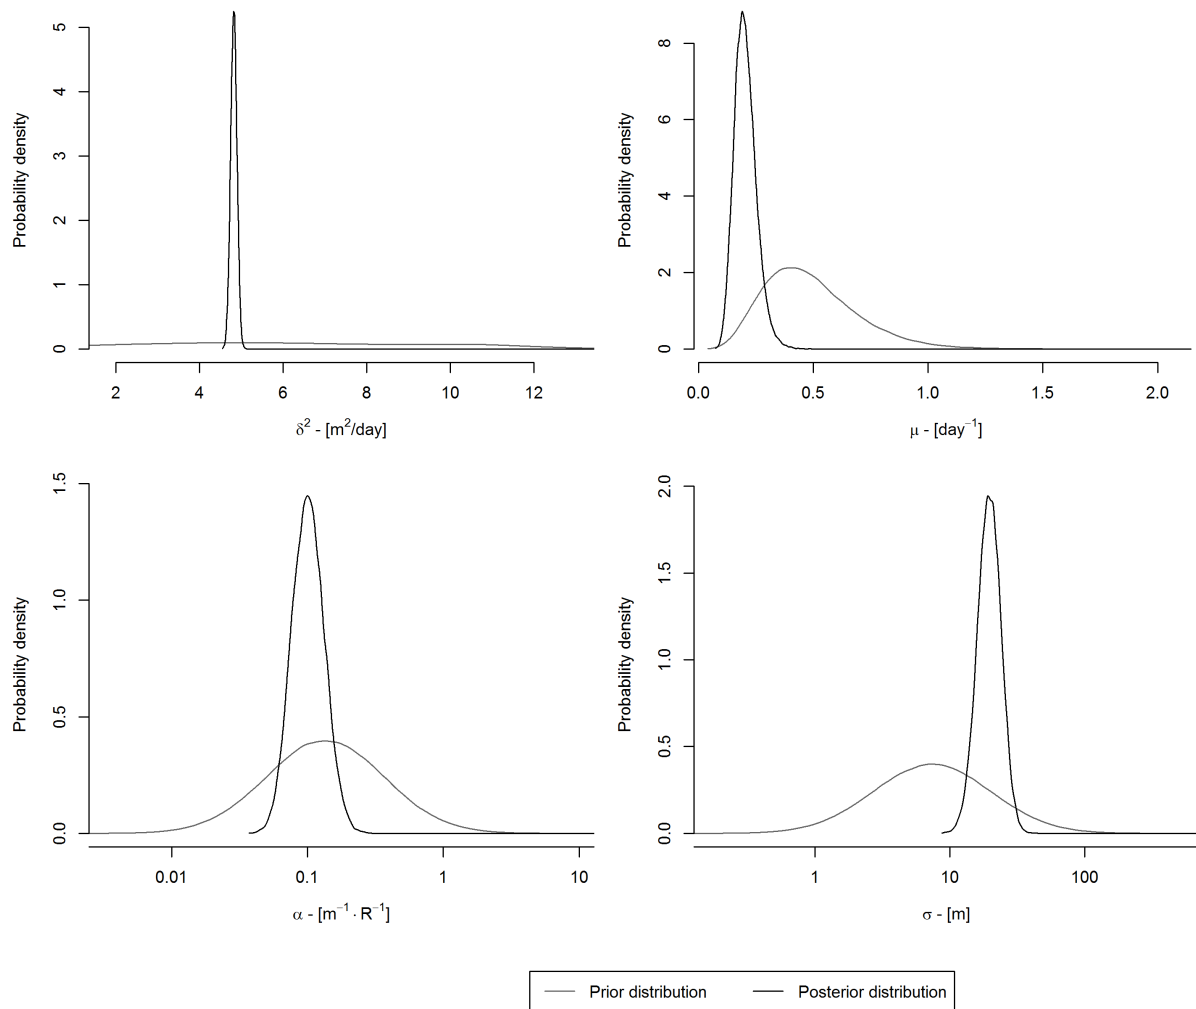 Probability density
5
4
3
2
1
0
2 4 6 8 10 12
δ² - [m²/day]
Probability density
8
6
4
2
0
0.0 0.5 1.0 1.5 2.0
μ - [day⁻¹]
Probability density
1.5
1.0
0.5
0.0
0.01 0.1 1 10
α - [m⁻¹ · R⁻¹]
Probability density
2.0
1.5
1.0
0.5
0.0
1 10 100
σ - [m]
Prior distribution Posterior distribution